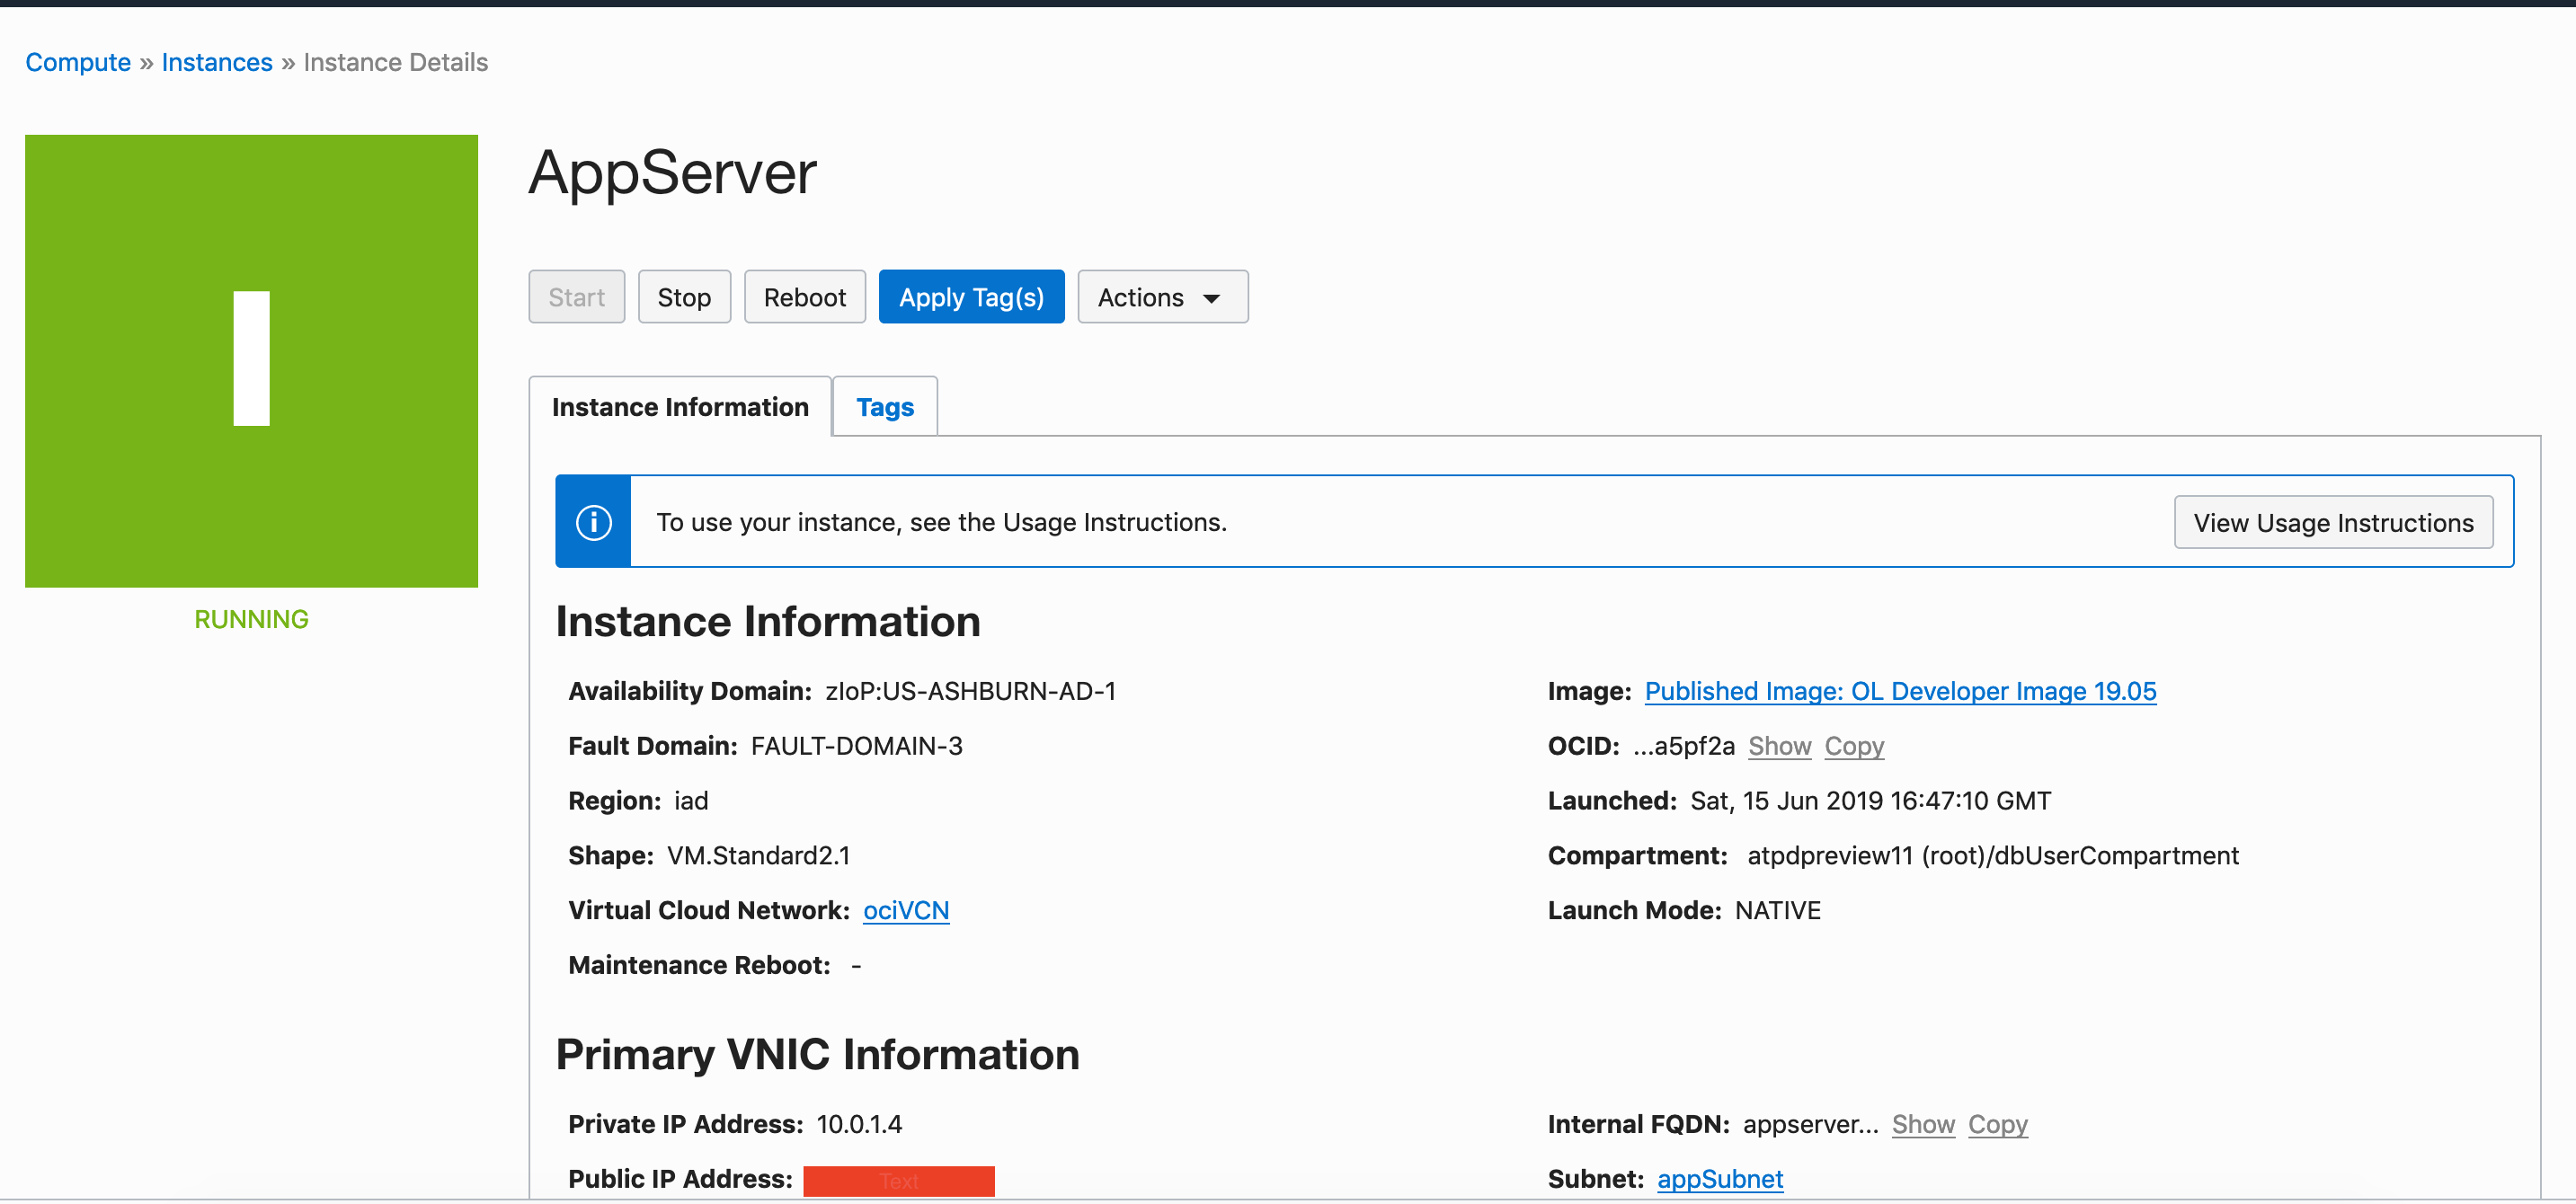 Compute » Instances » Instance Details
AppServer
Start Stop Reboot Apply Tag(s) Actions
Instance Information Tags
To use your instance, see the Usage Instructions. View Usage Instructions
RUNNING
Instance Information
Availability Domain: zIoP:US-ASHBURN-AD-1
Image: Published Image: OL Developer Image 19.05
Fault Domain: FAULT-DOMAIN-3
OCID: ...a5pf2a Show Copy
Region: iad
Launched: Sat, 15 Jun 2019 16:47:10 GMT
Shape: VM.Standard2.1
Compartment: atpdpreview11 (root)/dbUserCompartment
Virtual Cloud Network: ociVCN
Launch Mode: NATIVE
Maintenance Reboot: -
Primary VNIC Information
Private IP Address: 10.0.1.4
Internal FQDN: appserver... Show Copy
Public IP Address: Text
Subnet: appSubnet